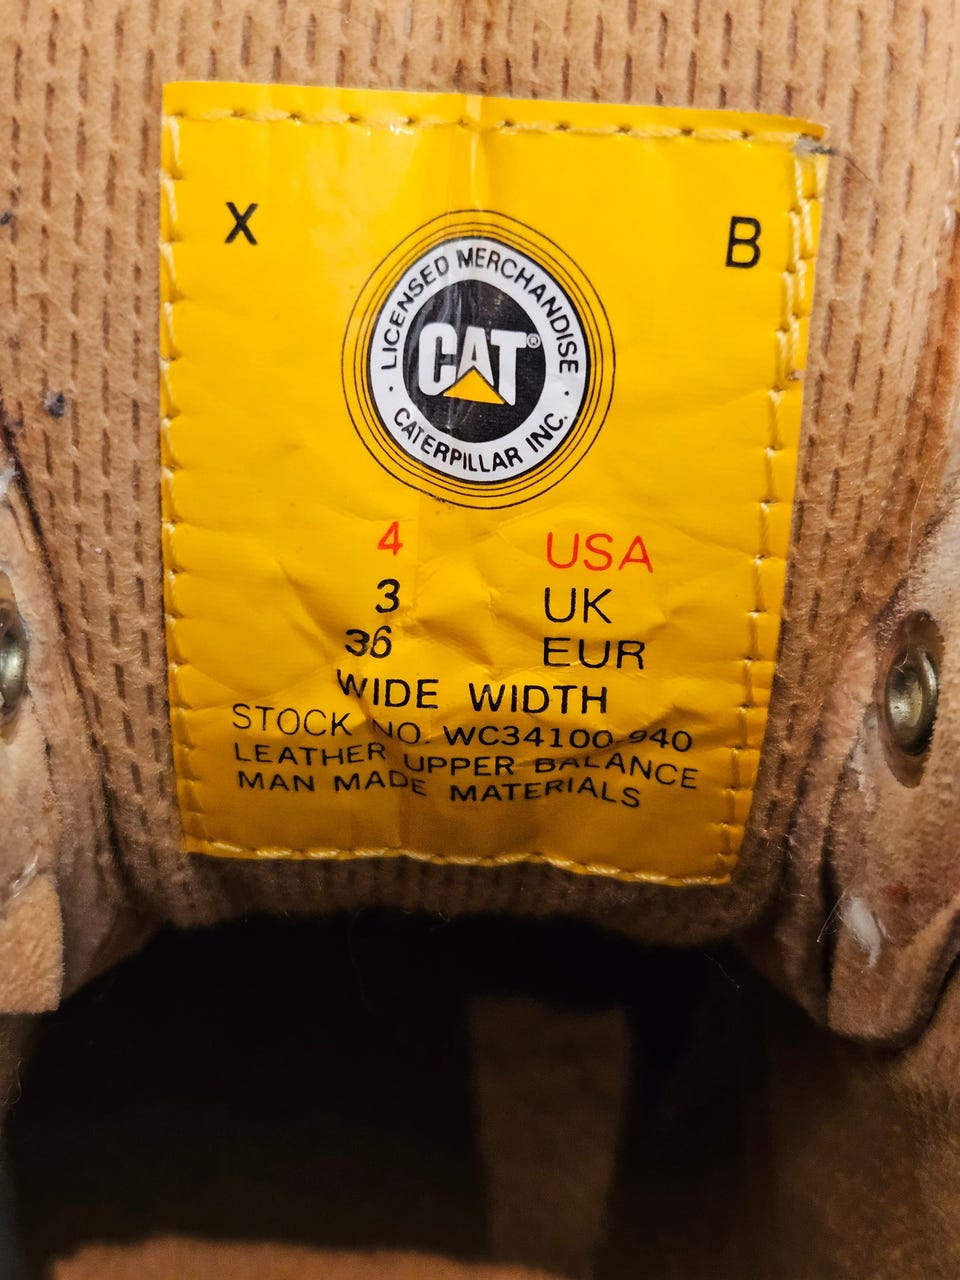 X B
LICENSED MERCHANDISE
CAT®
CATERPILLAR INC.
4 USA
3 UK
36 EUR
WIDE WIDTH
STOCK NO. WC34100-940
LEATHER UPPER BALANCE
MAN MADE MATERIALS